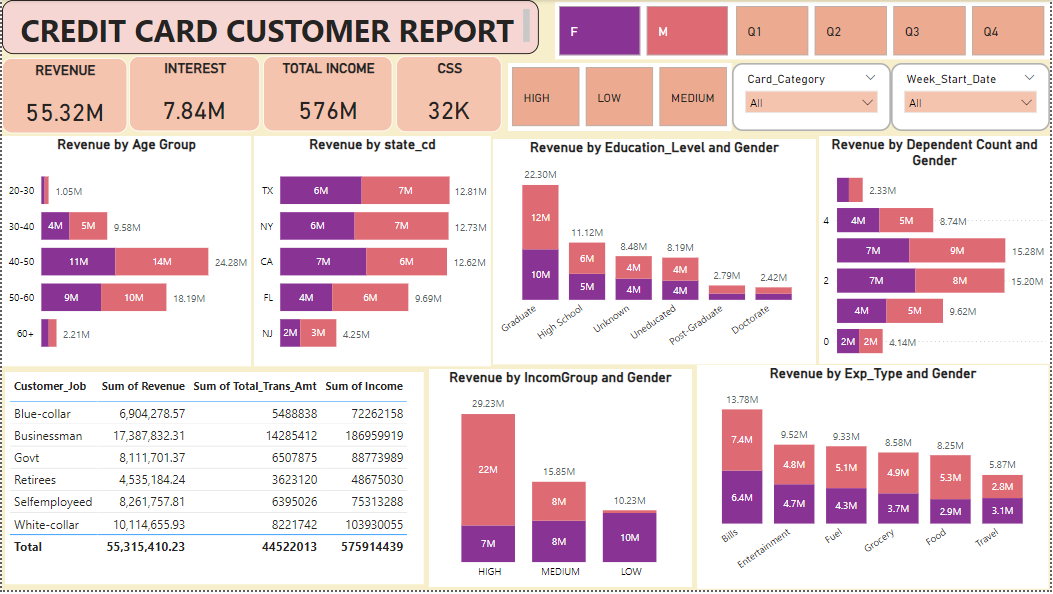 CREDIT CARD CUSTOMER REPORT
F
M
Q1
Q2
Q3
Q4
REVENUE
55.32M
INTEREST
7.84M
TOTAL INCOME
576M
CSS
32K
HIGH
LOW
MEDIUM
Card_Category
All
Week_Start_Date
All
Revenue by Age Group
20-30 1.05M
30-40 4M 5M 9.58M
40-50 11M 14M 24.28M
50-60 9M 10M 18.19M
60+ 2.21M
Revenue by state_cd
TX 6M 7M 12.81M
NY 6M 7M 12.73M
CA 7M 6M 12.62M
FL 4M 6M 9.69M
NJ 2M 3M 4.25M
Revenue by Education_Level and Gender
22.30M
12M
10M
11.12M
6M
5M
8.48M
4M
4M
8.19M
4M
4M
2.79M
2.42M
Graduate
High School
Unknown
Uneducated
Post-Graduate
Doctorate
Revenue by Dependent Count and
Gender
2.33M
4 4M 5M 8.74M
7M 9M 15.28M
2 7M 8M 15.20M
4M 5M 9.62M
0 2M 2M 4.14M
Customer_Job Sum of Revenue Sum of Total_Trans_Amt Sum of Income
Blue-collar 6,904,278.57 5488838 72262158
Businessman 17,387,832.31 14285412 186959919
Govt 8,111,701.37 6507875 88773989
Retirees 4,535,184.24 3623120 48675030
Selfemployeed 8,261,757.81 6395026 75313288
White-collar 10,114,655.93 8221742 103930055
Total 55,315,410.23 44522013 575914439
Revenue by IncomGroup and Gender
29.23M
22M
7M
15.85M
8M
8M
10.23M
10M
HIGH
MEDIUM
LOW
Revenue by Exp_Type and Gender
13.78M
7.4M
6.4M
9.52M
4.8M
4.7M
9.33M
5.1M
4.3M
8.58M
4.9M
3.7M
8.25M
5.3M
2.9M
5.87M
2.8M
3.1M
Bills
Entertainment
Fuel
Grocery
Food
Travel